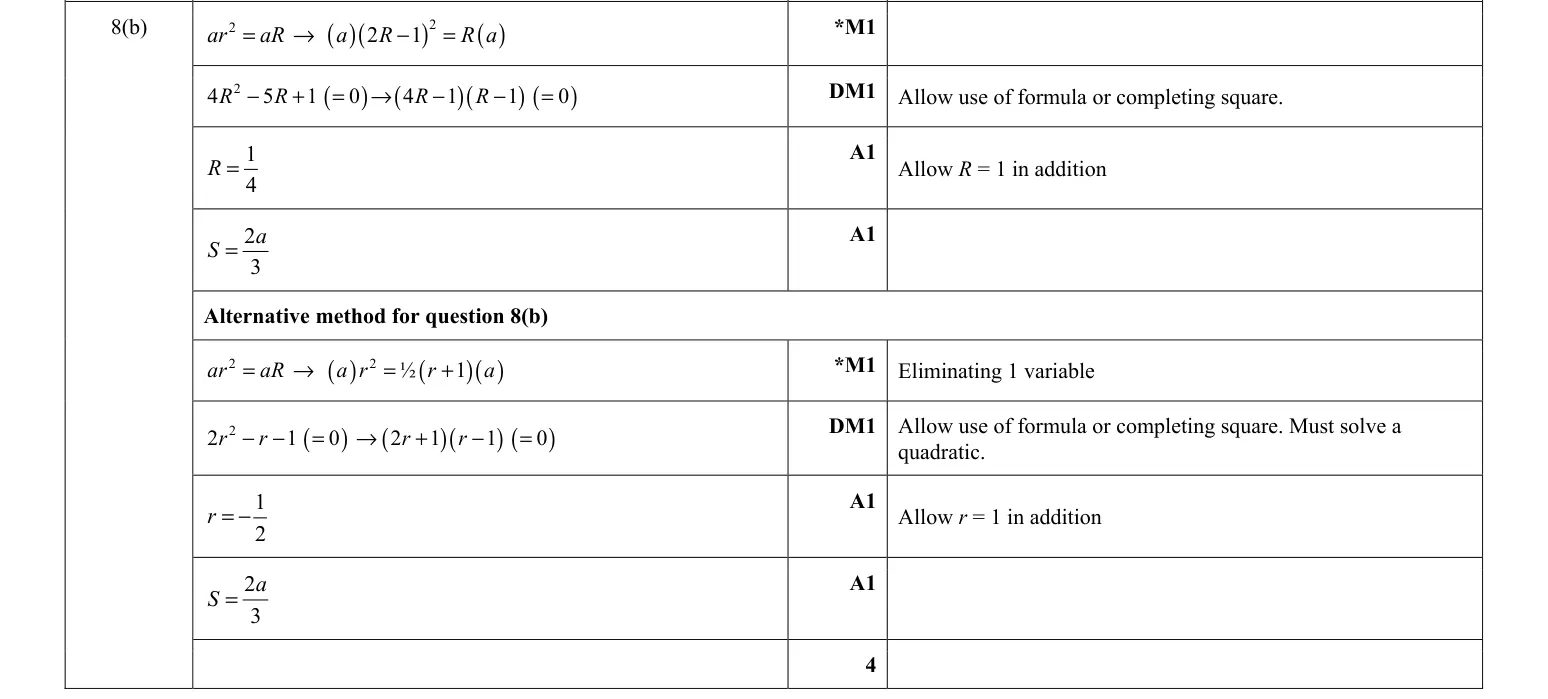 8(b) ar² = aR → (a)(2R − 1)² = R(a) *M1
4R² − 5R + 1 (= 0) → (4R − 1)(R − 1) (= 0) DM1 Allow use of formula or completing square.
R = 1/4 A1 Allow R = 1 in addition
S = 2a/3 A1
Alternative method for question 8(b)
ar² = aR → (a)r² = ½(r + 1)(a) *M1 Eliminating 1 variable
2r² − r − 1 (= 0) → (2r + 1)(r − 1) (= 0) DM1 Allow use of formula or completing square. Must solve a
quadratic.
r = −1/2 A1 Allow r = 1 in addition
S = 2a/3 A1
4